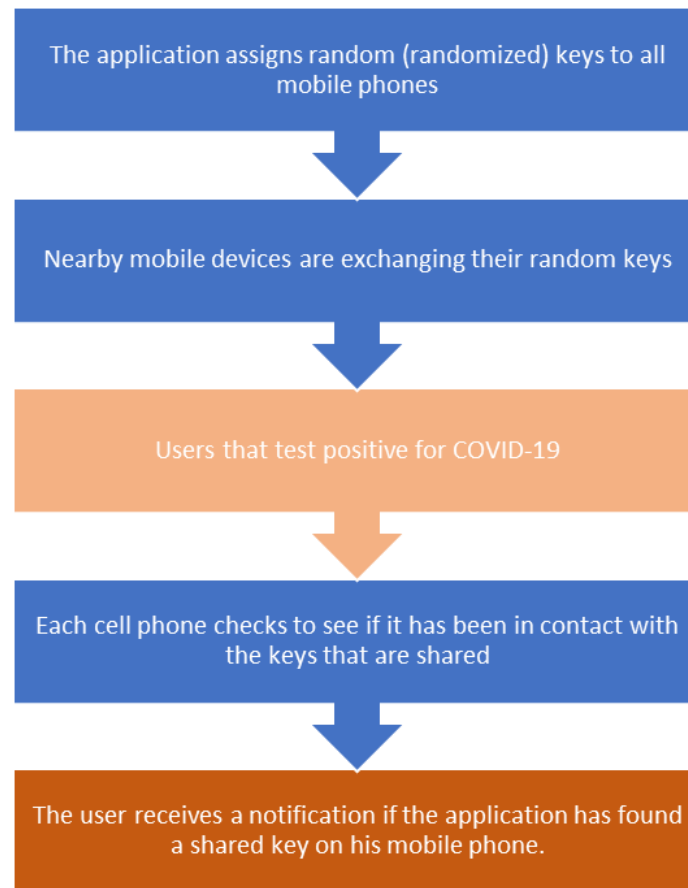 The application assigns random (randomized) keys to all
mobile phones
Nearby mobile devices are exchanging their random keys
Users that test positive for COVID-19
Each cell phone checks to see if it has been in contact with
the keys that are shared
The user receives a notification if the application has found
a shared key on his mobile phone.